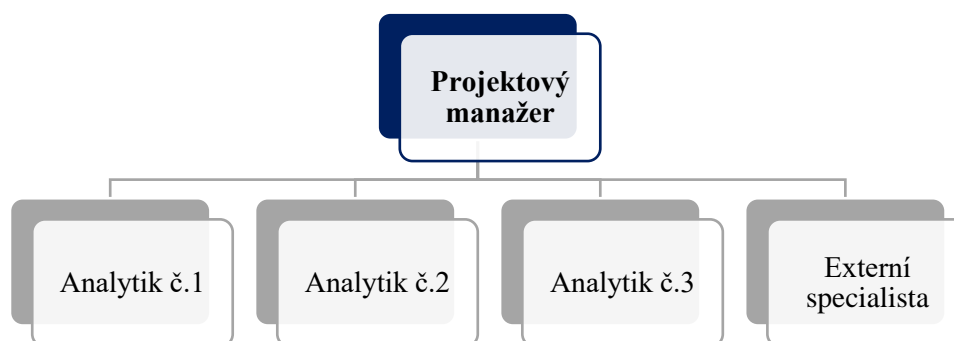 Projektový
manažer
Analytik č.1
Analytik č.2
Analytik č.3
Externí
specialista